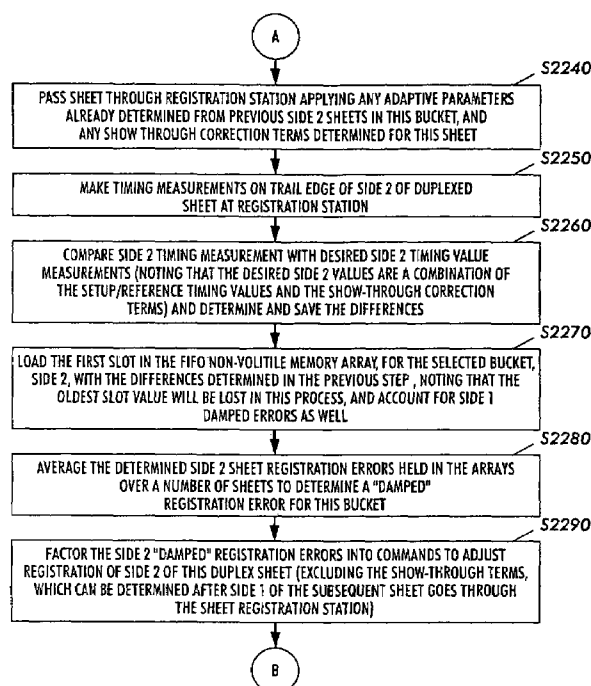 A
S2240
PASS SHEET THROUGH REGISTRATION STATION APPLYING ANY ADAPTIVE PARAMETERS
ALREADY DETERMINED FROM PREVIOUS SIDE 2 SHEETS IN THIS BUCKET, AND
ANY SHOW THROUGH CORRECTION TERMS DETERMINED FOR THIS SHEET
S2250
MAKE TIMING MEASUREMENTS ON TRAIL EDGE OF SIDE 2 OF DUPLEXED
SHEET AT REGISTRATION STATION
S2260
COMPARE SIDE 2 TIMING MEASUREMENT WITH DESIRED SIDE 2 TIMING VALUE
MEASUREMENTS (NOTING THAT THE DESIRED SIDE 2 VALUES ARE A COMBINATION OF
THE SETUP/REFERENCE TIMING VALUES AND THE SHOW-THROUGH CORRECTION
TERMS) AND DETERMINE AND SAVE THE DIFFERENCES
S2270
LOAD THE FIRST SLOT IN THE FIFO NON-VOLITILE MEMORY ARRAY, FOR THE SELECTED BUCKET,
SIDE 2, WITH THE DIFFERENCES DETERMINED IN THE PREVIOUS STEP , NOTING THAT THE
OLDEST SLOT VALUE WILL BE LOST IN THIS PROCESS, AND ACCOUNT FOR SIDE 1
DAMPED ERRORS AS WELL
S2280
AVERAGE THE DETERMINED SIDE 2 SHEET REGISTRATION ERRORS HELD IN THE ARRAYS
OVER A NUMBER OF SHEETS TO DETERMINE A "DAMPED"
REGISTRATION ERROR FOR THIS BUCKET
S2290
FACTOR THE SIDE 2 "DAMPED" REGISTRATION ERRORS INTO COMMANDS TO ADJUST
REGISTRATION OF SIDE 2 OF THIS DUPLEX SHEET (EXCLUDING THE SHOW-THROUGH TERMS,
WHICH CAN BE DETERMINED AFTER SIDE 1 OF THE SUBSEQUENT SHEET GOES THROUGH
THE SHEET REGISTRATION STATION)
B